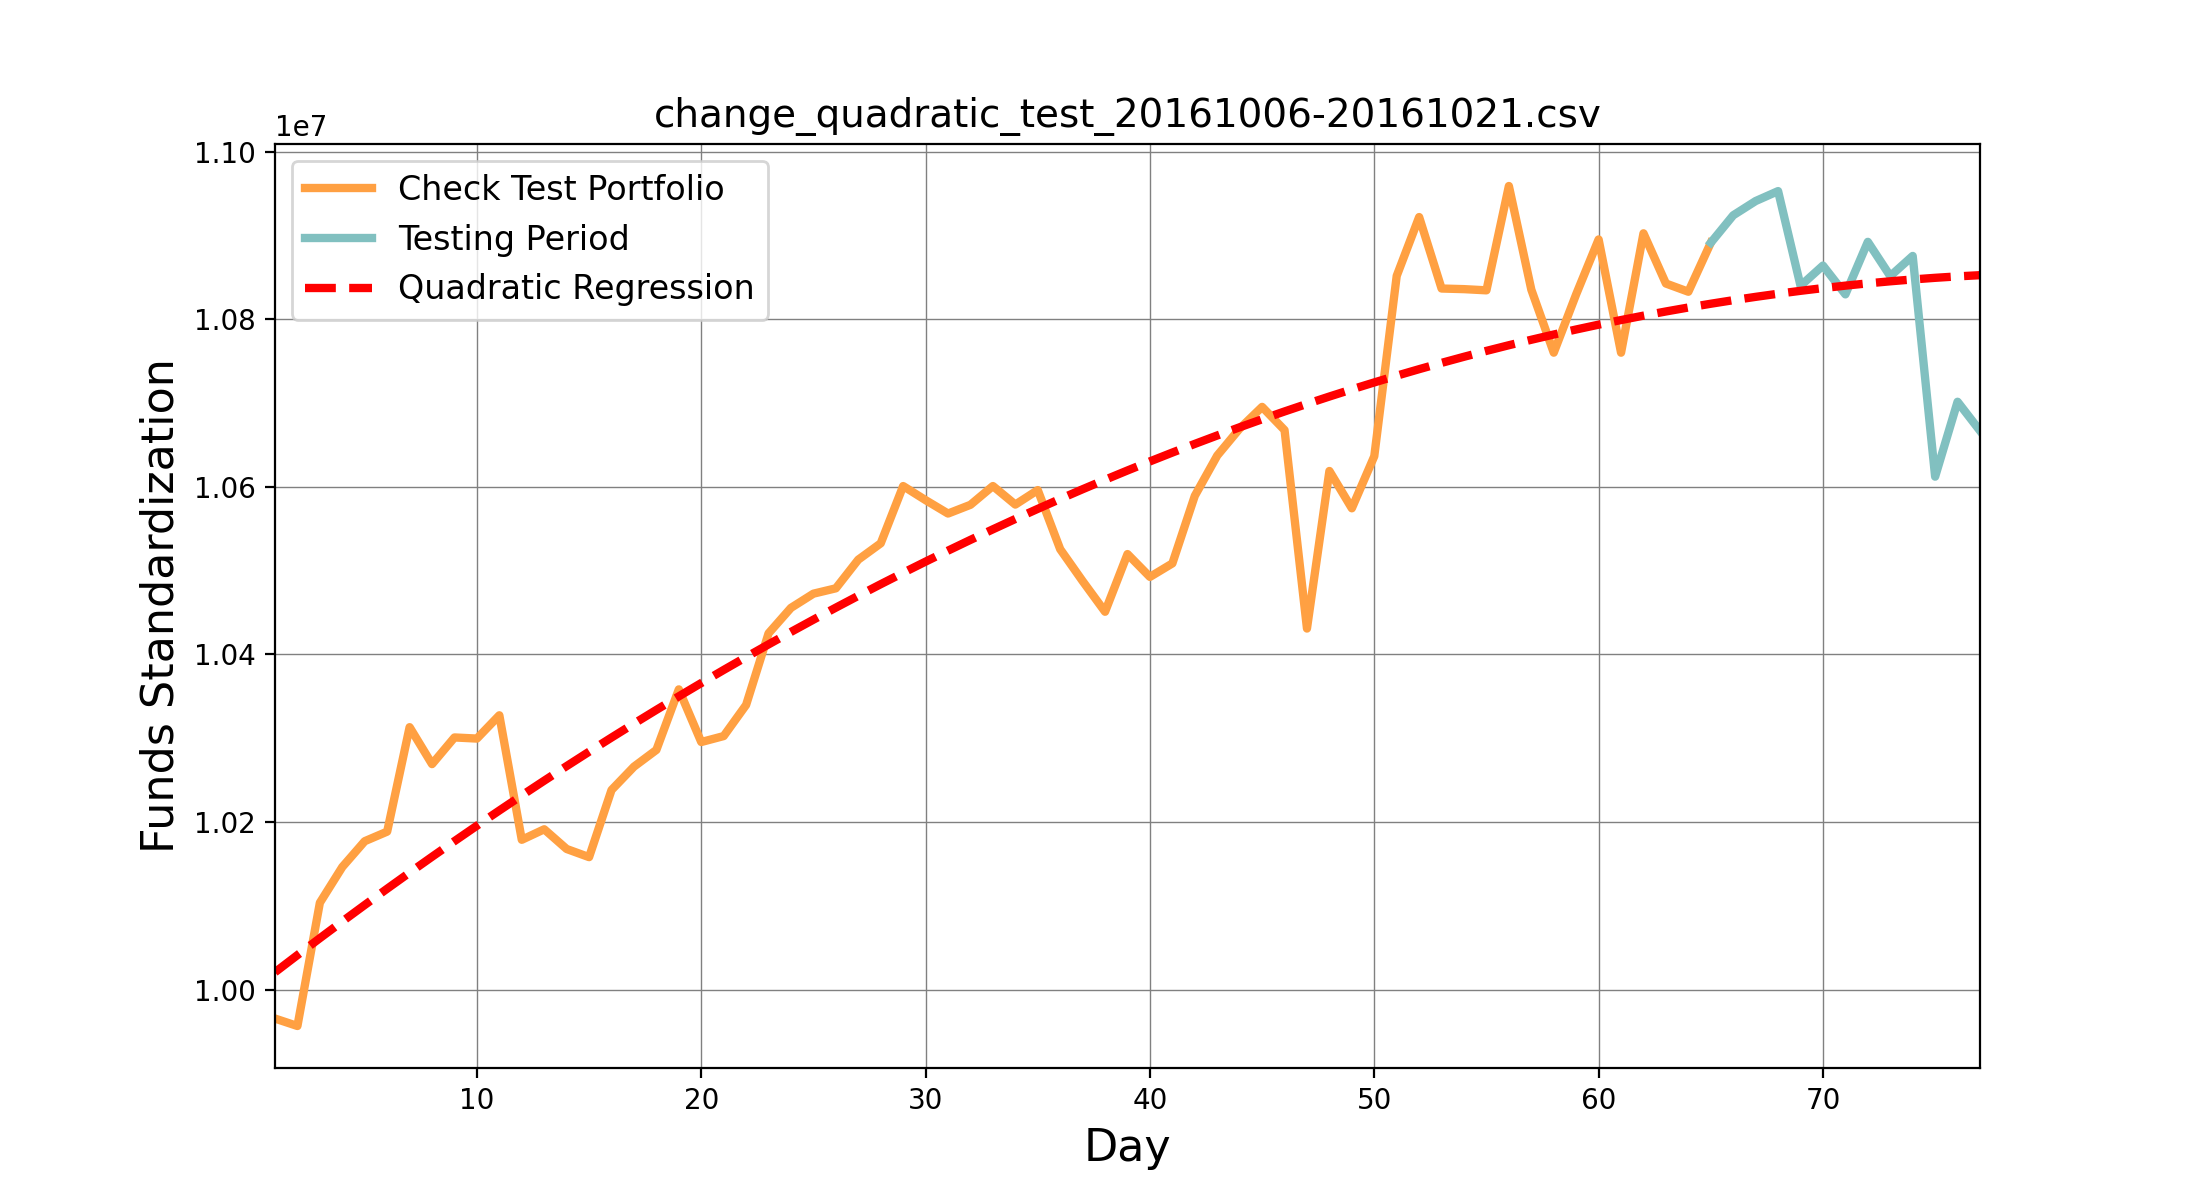 change_quadratic_test_20161006-20161021.csv
1e7
1.10
1.08
1.06
1.04
1.02
1.00
Check Test Portfolio
Testing Period
Quadratic Regression
Funds Standardization
10 20 30 40 50 60 70
Day